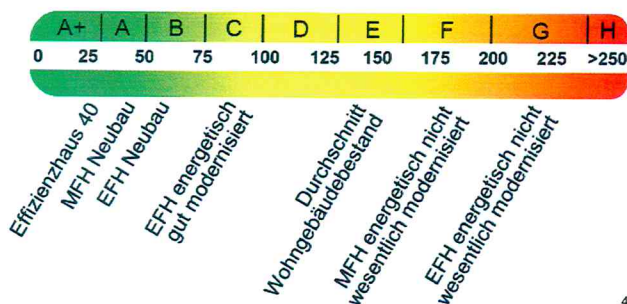 A+ A B C D E F G H
0 25 50 75 100 125 150 175 200 225 >250
Effizienzhaus 40
MFH Neubau
EFH Neubau
EFH energetisch
gut modernisiert
Durchschnitt
Wohngebäudebestand
MFH energetisch nicht
wesentlich modernisiert
EFH energetisch nicht
wesentlich modernisiert